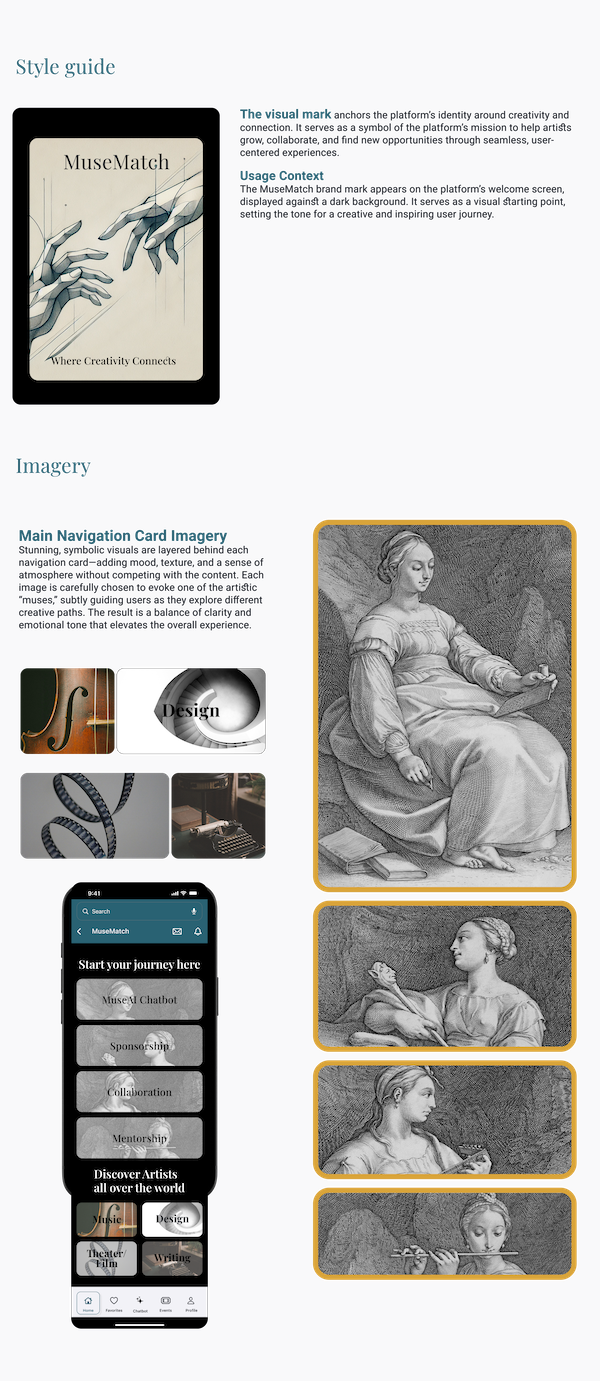 Style guide
MuseMatch
Where Creativity Connects
The visual mark anchors the platform’s identity around creativity and
connection. It serves as a symbol of the platform’s mission to help artists
grow, collaborate, and find new opportunities through seamless, user-
centered experiences.
Usage Context
The MuseMatch brand mark appears on the platform’s welcome screen,
displayed against a dark background. It serves as a visual starting point,
setting the tone for a creative and inspiring user journey.
Imagery
Main Navigation Card Imagery
Stunning, symbolic visuals are layered behind each
navigation card—adding mood, texture, and a sense of
atmosphere without competing with the content. Each
image is carefully chosen to evoke one of the artistic
“muses,” subtly guiding users as they explore different
creative paths. The result is a balance of clarity and
emotional tone that elevates the overall experience.
Design
9:41
Search
MuseMatch
Start your journey here
MuseAI Chatbot
Sponsorship
Collaboration
Mentorship
Discover Artists
all over the world
Music
Design
Theater/
Film
Writing
Home
Favorites
Chatbot
Events
Profile